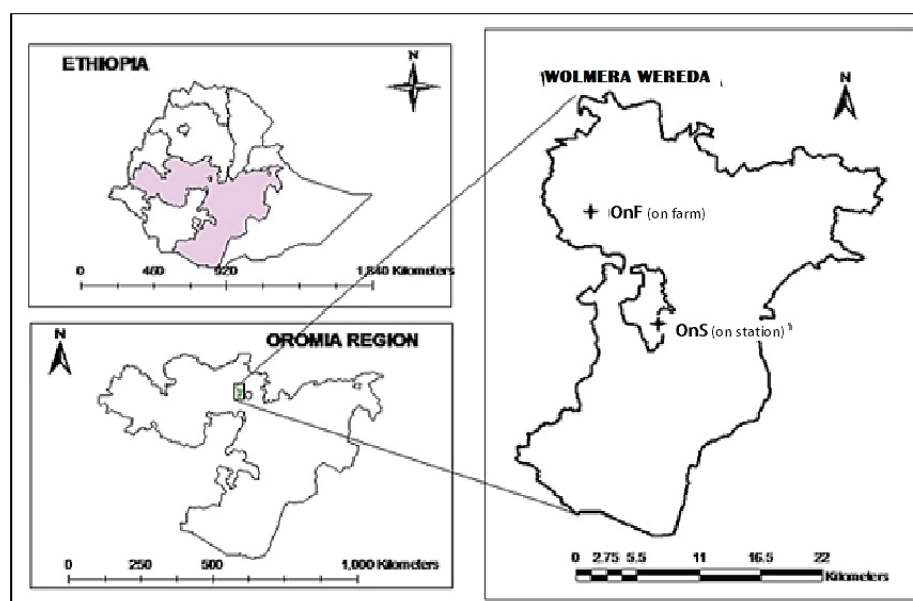 ETHIOPIA
N
0 460 920 1,840 Kilometers
N
OROMIA REGION
0 250 500 1,000 Kilometers
WOLMERA WEREDA
N
OnF (on farm)
OnS (on station)
0 2.75 5.5 11 16.5 22
Kilometers